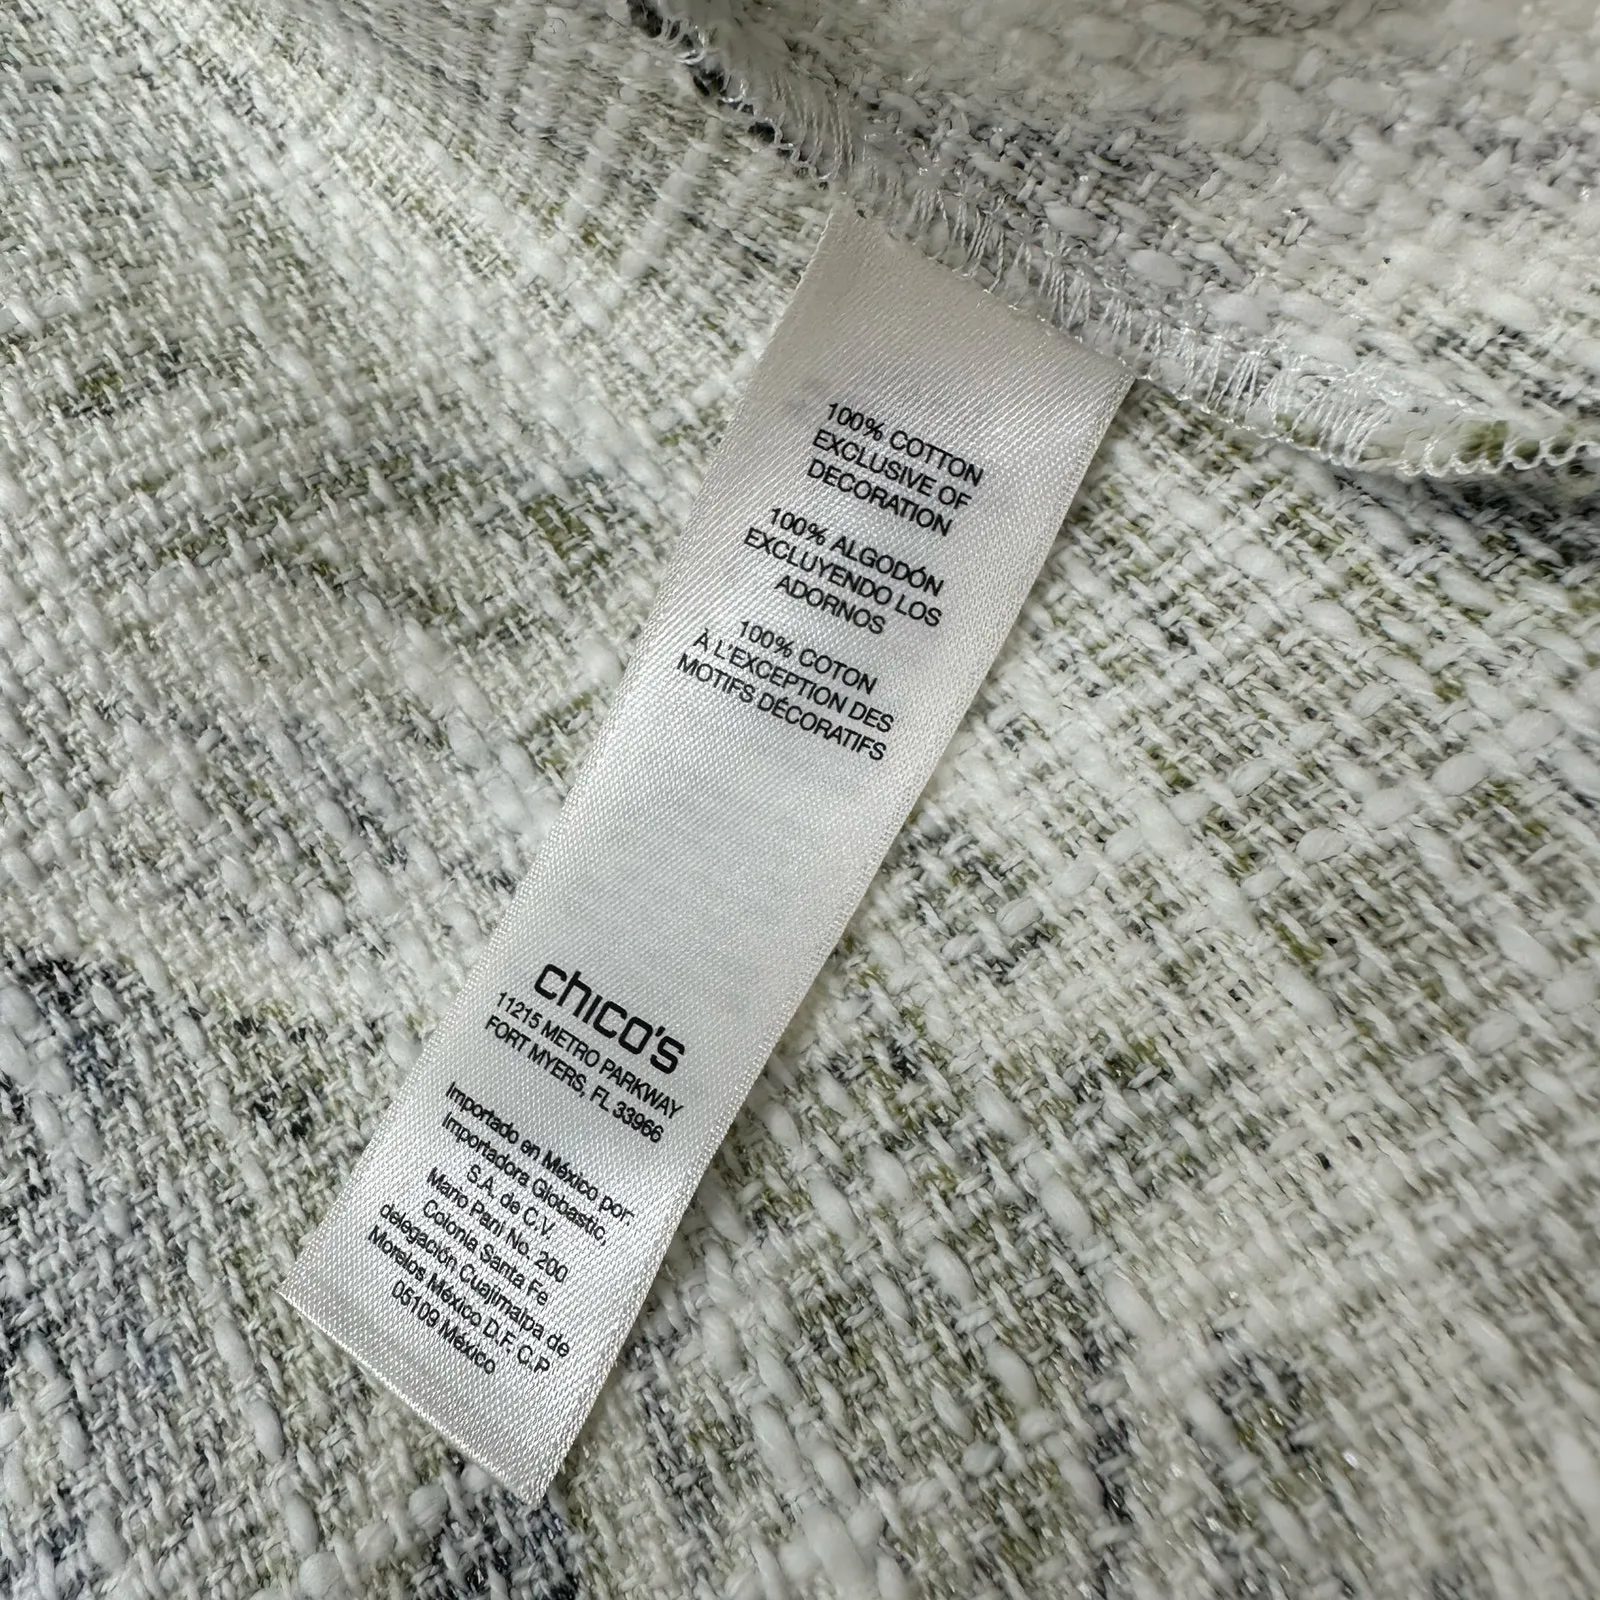 100% COTTON
EXCLUSIVE OF
DECORATION
100% ALGODÓN
EXCLUYENDO LOS
ADORNOS
100% COTON
À L'EXCEPTION DES
MOTIFS DÉCORATIFS
chico's
11215 METRO PARKWAY
FORT MYERS, FL 33966
Importado en México por:
Importadora Globastic,
S.A. de C.V.
Mario Pani No. 200
Colonia Santa Fe
delegación Cuajimalpa de
Morelos México D.F. C.P
05109 México